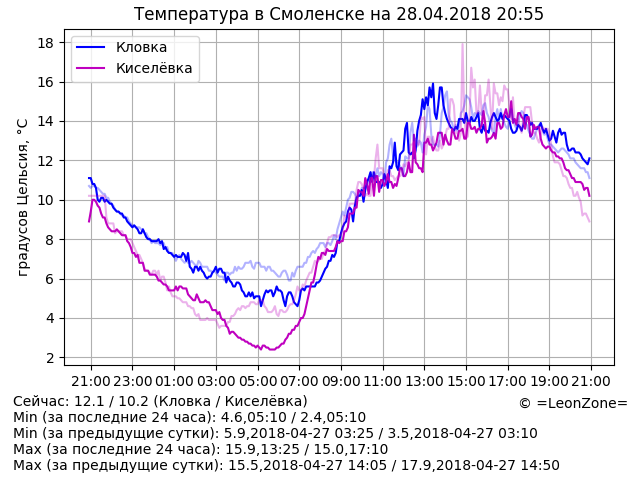 Температура в Смоленске на 28.04.2018 20:55
Кловка
Киселёвка
градусов Цельсия, °C
18
16
14
12
10
8
6
4
2
21:00 23:00 01:00 03:00 05:00 07:00 09:00 11:00 13:00 15:00 17:00 19:00 21:00
Сейчас: 12.1 / 10.2 (Кловка / Киселёвка)
© =LeonZone=
Min (за последние 24 часа): 4.6,05:10 / 2.4,05:10
Min (за предыдущие сутки): 5.9,2018-04-27 03:25 / 3.5,2018-04-27 03:10
Max (за последние 24 часа): 15.9,13:25 / 15.0,17:10
Max (за предыдущие сутки): 15.5,2018-04-27 14:05 / 17.9,2018-04-27 14:50